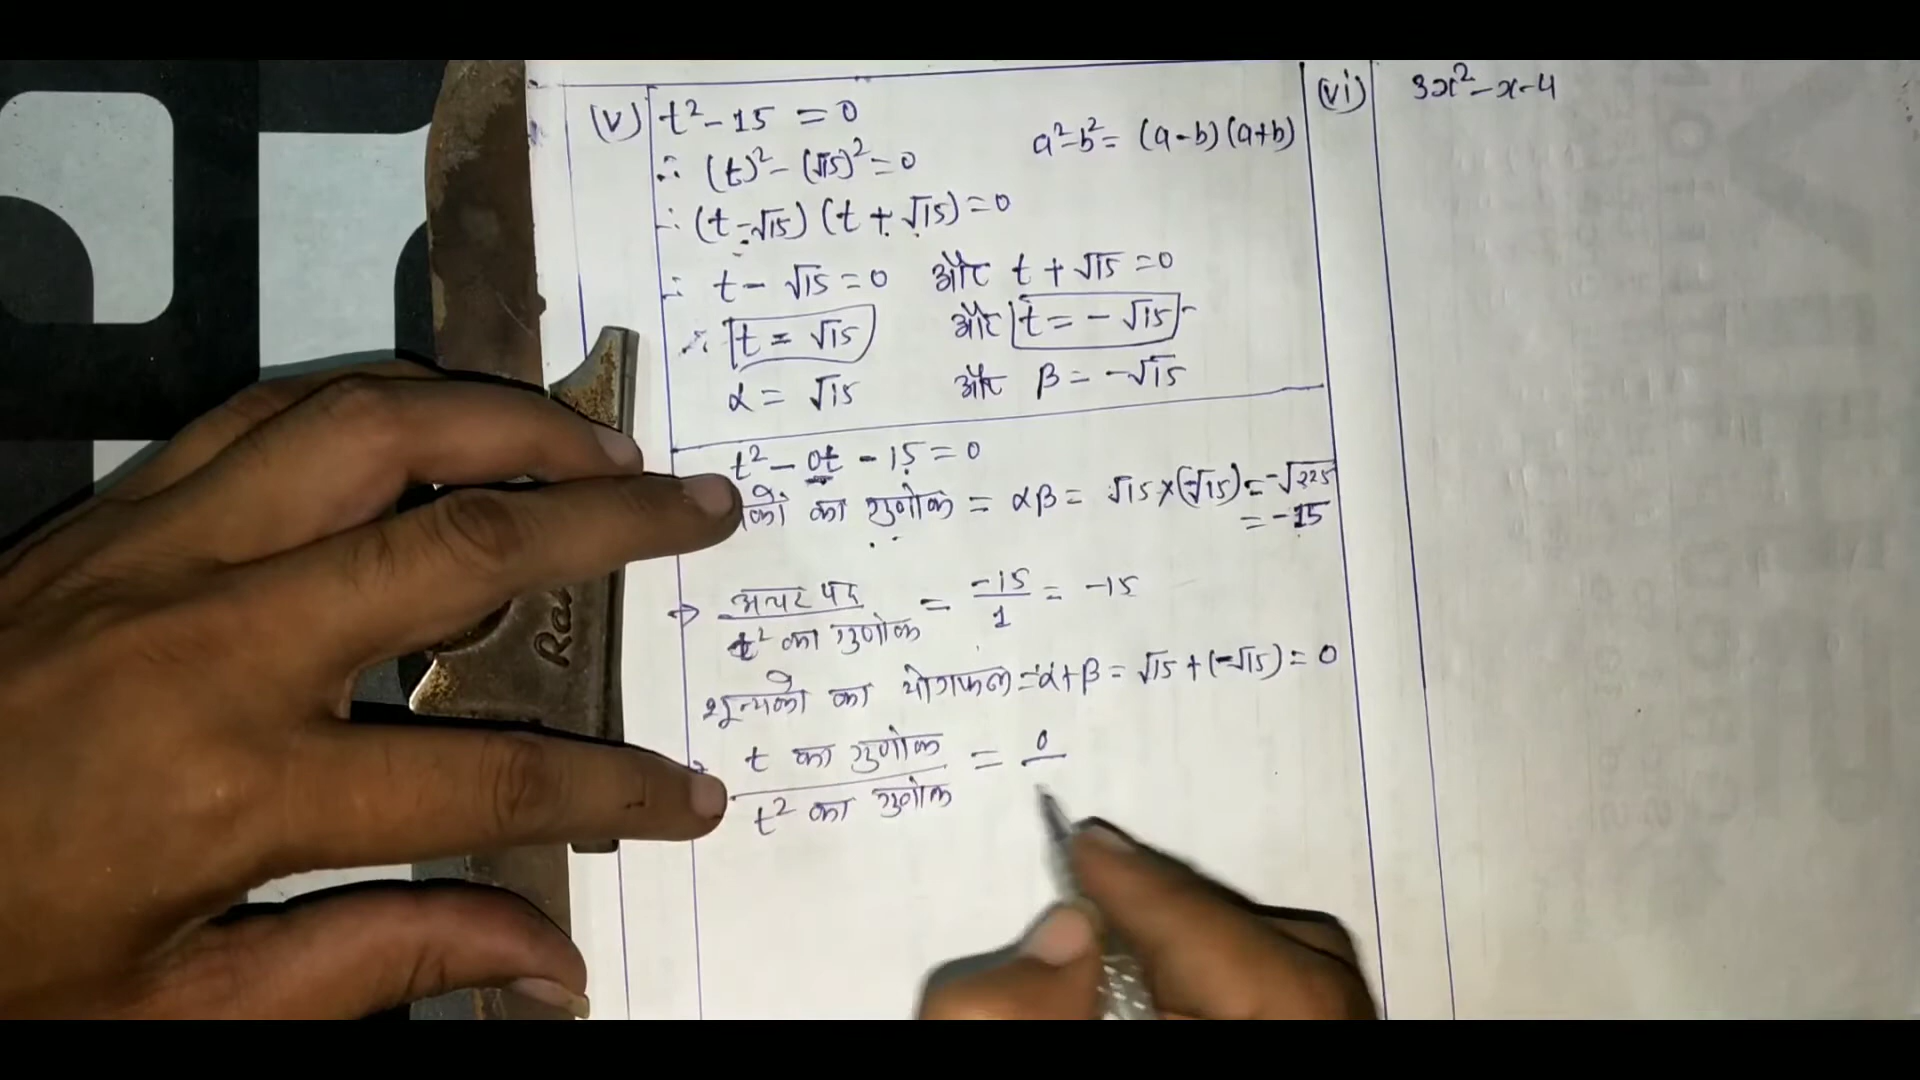 (v) t² - 15 = 0
∴ (t)² - (√15)² = 0
a² - b² = (a - b) (a + b)
∴ (t - √15) (t + √15) = 0
∴ t - √15 = 0 और t + √15 = 0
∴ t = √15 और t = - √15
α = √15 और β = - √15
t² - 0t - 15 = 0
का गुणांक = αβ = √15 × (-√15) = -√225
= -15
⇒ अचर पद / t² का गुणांक = -15/1 = -15
शून्यकों का योगफल = α + β = √15 + (-√15) = 0
t का गुणांक / t² का गुणांक = 0
(vi) 3x² - x - 4